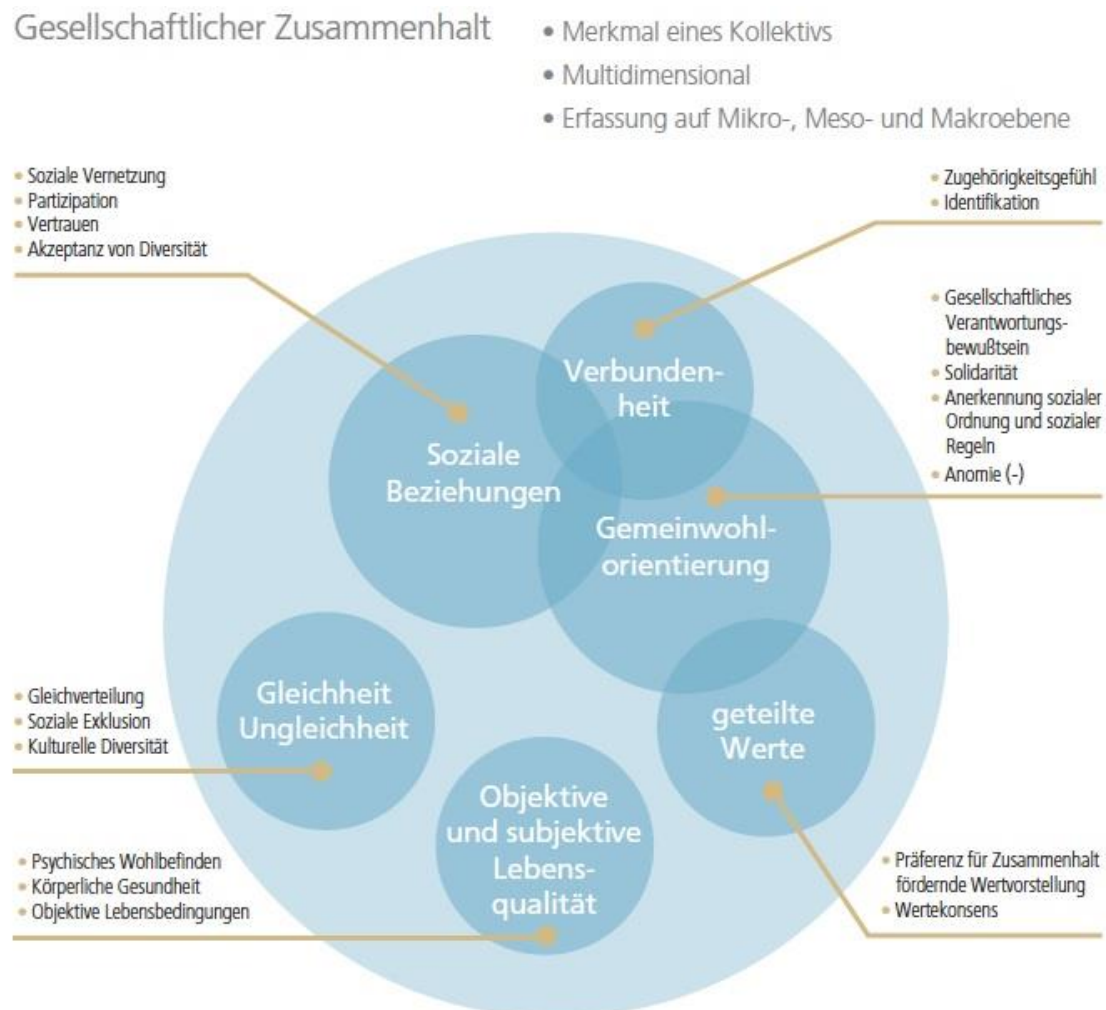 Gesellschaftlicher Zusammenhalt
• Merkmal eines Kollektivs
• Multidimensional
• Erfassung auf Mikro-, Meso- und Makroebene
• Soziale Vernetzung
• Partizipation
• Vertrauen
• Akzeptanz von Diversität
• Zugehörigkeitsgefühl
• Identifikation
• Gesellschaftliches
Verantwortungs-
bewußtsein
• Solidarität
• Anerkennung sozialer
Ordnung und sozialer
Regeln
• Anomie (-)
Verbunden-
heit
Soziale
Beziehungen
Gemeinwohl-
orientierung
Gleichheit
Ungleichheit
geteilte
Werte
Objektive
und subjektive
Lebens-
qualität
• Gleichverteilung
• Soziale Exklusion
• Kulturelle Diversität
• Psychisches Wohlbefinden
• Körperliche Gesundheit
• Objektive Lebensbedingungen
• Präferenz für Zusammenhalt
fördernde Wertvorstellung
• Wertekonsens